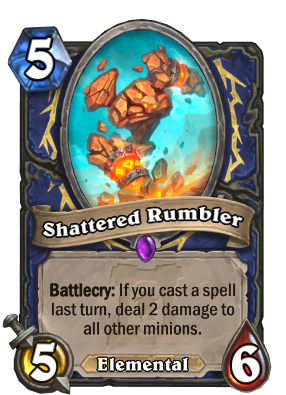 5
Shattered Rumbler
Battlecry: If you cast a spell
last turn, deal 2 damage to
all other minions.
5
Elemental
6